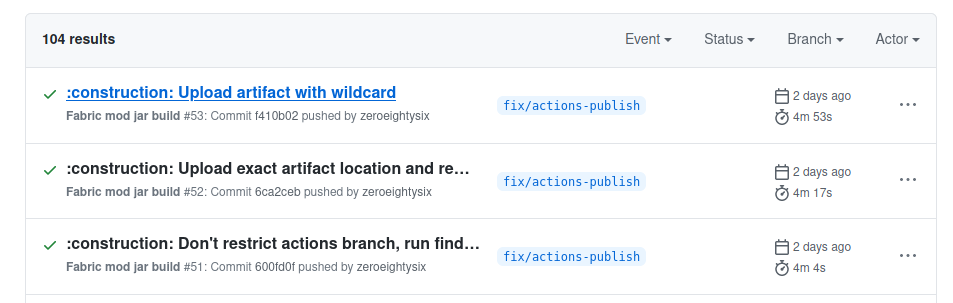 104 results
Event Status Branch Actor
:construction: Upload artifact with wildcard
Fabric mod jar build #53: Commit f410b02 pushed by zeroeightysix
fix/actions-publish
2 days ago
4m 53s
:construction: Upload exact artifact location and re…
Fabric mod jar build #52: Commit 6ca2ceb pushed by zeroeightysix
fix/actions-publish
2 days ago
4m 17s
:construction: Don't restrict actions branch, run find…
Fabric mod jar build #51: Commit 600fd0f pushed by zeroeightysix
fix/actions-publish
2 days ago
4m 4s